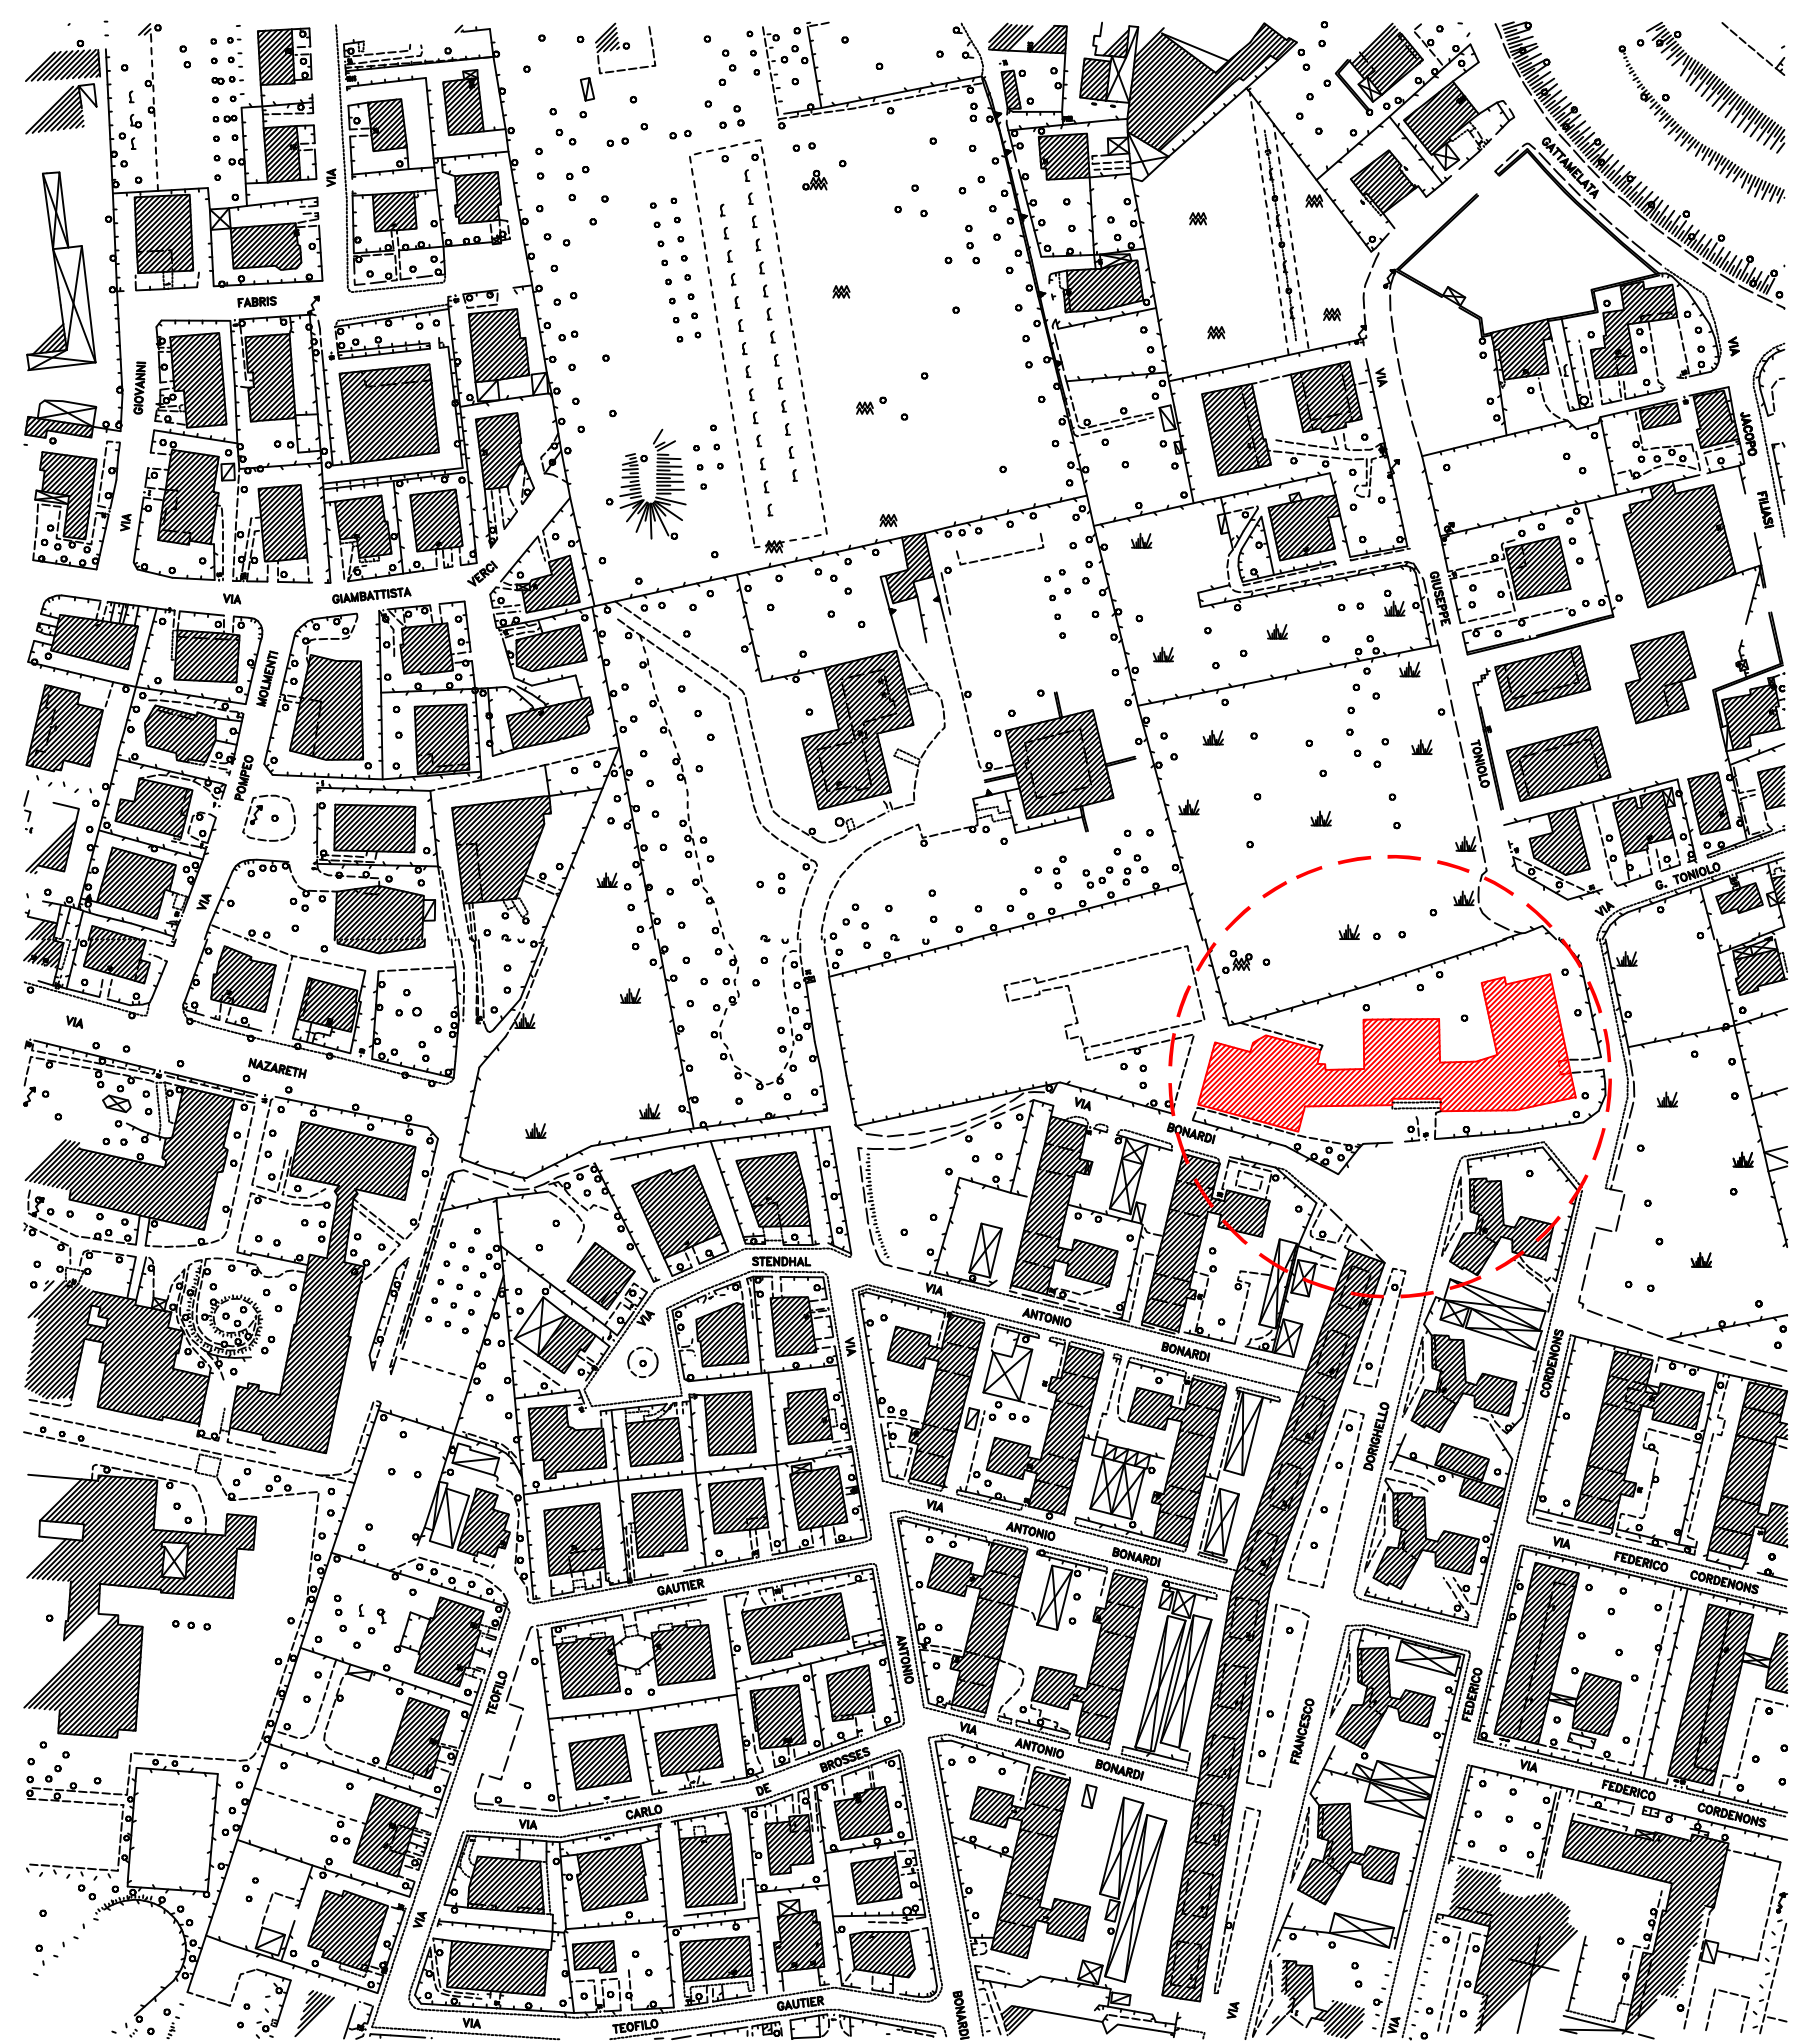 GATTAMELATA
VIA
FABRIS
GIOVANNI
VIA
VIA
VIA
JACOPO
FILIASI
VIA
GIAMBATTISTA
VERCI
GIUSEPPE
TONIOLO
MOLMENTI
POMPEO
VIA
VIA
G. TONIOLO
VIA
NAZARETH
VIA
BONARDI
STENDHAL
VIA
VIA
ANTONIO
BONARDI
VIA
CORDENONS
DORIGHELLO
VIA
ANTONIO
BONARDI
VIA
FEDERICO
CORDENONS
GAUTIER
ANTONIO
TEOFILO
FEDERICO
FRANCESCO
VIA
ANTONIO
BONARDI
VIA
FEDERICO
CORDENONS
VIA
CARLO
DE
BROSSES
VIA
VIA
TEOFILO
GAUTIER
BONARDI
VIA
VIA